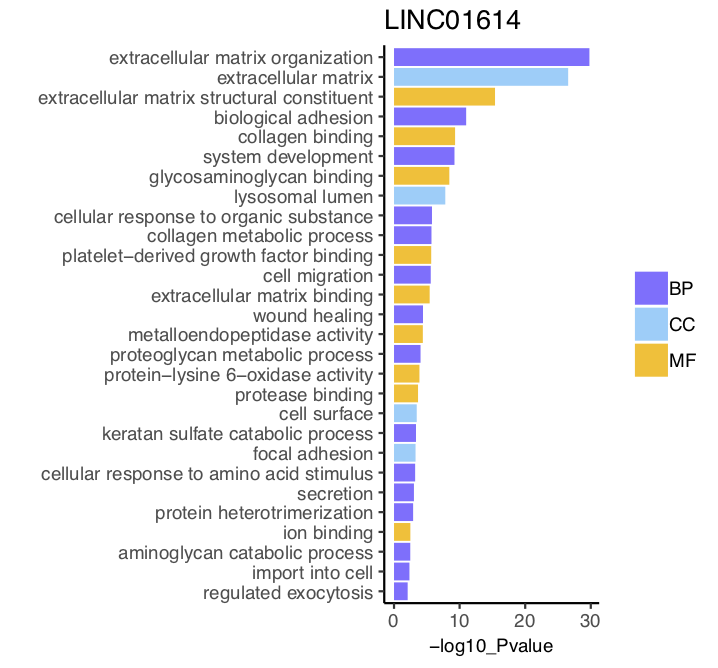 LINC01614
extracellular matrix organization
extracellular matrix
extracellular matrix structural constituent
biological adhesion
collagen binding
system development
glycosaminoglycan binding
lysosomal lumen
cellular response to organic substance
collagen metabolic process
platelet−derived growth factor binding
cell migration
extracellular matrix binding
wound healing
metalloendopeptidase activity
proteoglycan metabolic process
protein−lysine 6−oxidase activity
protease binding
cell surface
keratan sulfate catabolic process
focal adhesion
cellular response to amino acid stimulus
secretion
protein heterotrimerization
ion binding
aminoglycan catabolic process
import into cell
regulated exocytosis
0 10 20 30
−log10_Pvalue
BP
CC
MF